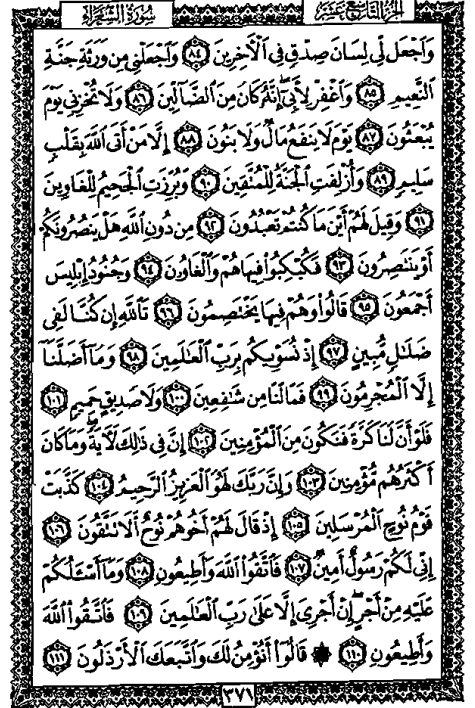 الجزء التاسع عشر سورة الشعراء
وَاجْعَل لِّي لِسَانَ صِدْقٍ فِي الْآخِرِينَ ٨٤ وَاجْعَلْنِي مِن وَرَثَةِ جَنَّةِ
النَّعِيمِ ٨٥ وَاغْفِرْ لِأَبِي إِنَّهُ كَانَ مِنَ الضَّالِّينَ ٨٦ وَلَا تُخْزِنِي يَوْمَ
يُبْعَثُونَ ٨٧ يَوْمَ لَا يَنفَعُ مَالٌ وَلَا بَنُونَ ٨٨ إِلَّا مَنْ أَتَى اللَّهَ بِقَلْبٍ
سَلِيمٍ ٨٩ وَأُزْلِفَتِ الْجَنَّةُ لِلْمُتَّقِينَ ٩٠ وَبُرِّزَتِ الْجَحِيمُ لِلْغَاوِينَ
٩١ وَقِيلَ لَهُمْ أَيْنَ مَا كُنتُمْ تَعْبُدُونَ ٩٢ مِن دُونِ اللَّهِ هَلْ يَنصُرُونَكُمْ
أَوْ يَنتَصِرُونَ ٩٣ فَكُبْكِبُوا فِيهَا هُمْ وَالْغَاوُونَ ٩٤ وَجُنُودُ إِبْلِيسَ
أَجْمَعُونَ ٩٥ قَالُوا وَهُمْ فِيهَا يَخْتَصِمُونَ ٩٦ تَاللَّهِ إِن كُنَّا لَفِي
ضَلَالٍ مُّبِينٍ ٩٧ إِذْ نُسَوِّيكُم بِرَبِّ الْعَالَمِينَ ٩٨ وَمَا أَضَلَّنَا
إِلَّا الْمُجْرِمُونَ ٩٩ فَمَا لَنَا مِن شَافِعِينَ ١٠٠ وَلَا صَدِيقٍ حَمِيمٍ ١٠١
فَلَوْ أَنَّ لَنَا كَرَّةً فَنَكُونَ مِنَ الْمُؤْمِنِينَ ١٠٢ إِنَّ فِي ذَٰلِكَ لَآيَةً وَمَا كَانَ
أَكْثَرُهُم مُّؤْمِنِينَ ١٠٣ وَإِنَّ رَبَّكَ لَهُوَ الْعَزِيزُ الرَّحِيمُ ١٠٤ كَذَّبَتْ
قَوْمُ نُوحٍ الْمُرْسَلِينَ ١٠٥ إِذْ قَالَ لَهُمْ أَخُوهُمْ نُوحٌ أَلَا تَتَّقُونَ ١٠٦
إِنِّي لَكُمْ رَسُولٌ أَمِينٌ ١٠٧ فَاتَّقُوا اللَّهَ وَأَطِيعُونِ ١٠٨ وَمَا أَسْأَلُكُمْ
عَلَيْهِ مِنْ أَجْرٍ إِنْ أَجْرِيَ إِلَّا عَلَىٰ رَبِّ الْعَالَمِينَ ١٠٩ فَاتَّقُوا اللَّهَ
وَأَطِيعُونِ ١١٠ ۞ قَالُوا أَنُؤْمِنُ لَكَ وَاتَّبَعَكَ الْأَرْذَلُونَ ١١١
٣٧١